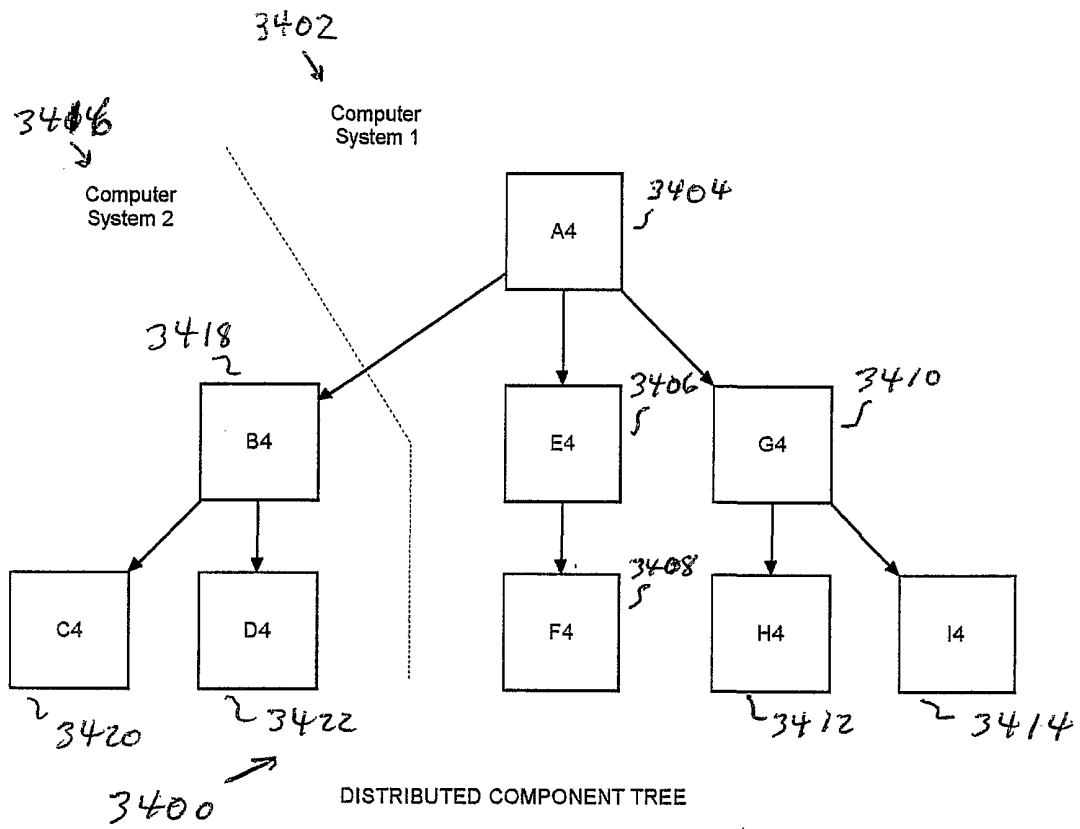 3402
Computer
System 1
3416
Computer
System 2
A4
3404
3418
B4
3406
E4
3410
G4
C4
D4
3408
F4
H4
I4
3420
3422
3412
3414
3400
DISTRIBUTED COMPONENT TREE